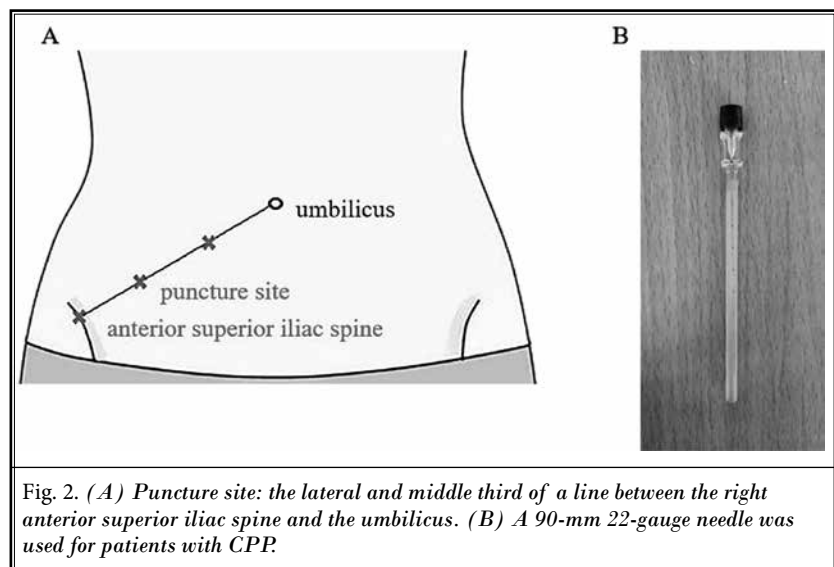 A
B
umbilicus
puncture site
anterior superior iliac spine
Fig. 2. (A) Puncture site: the lateral and middle third of a line between the right
anterior superior iliac spine and the umbilicus. (B) A 90-mm 22-gauge needle was
used for patients with CPP.